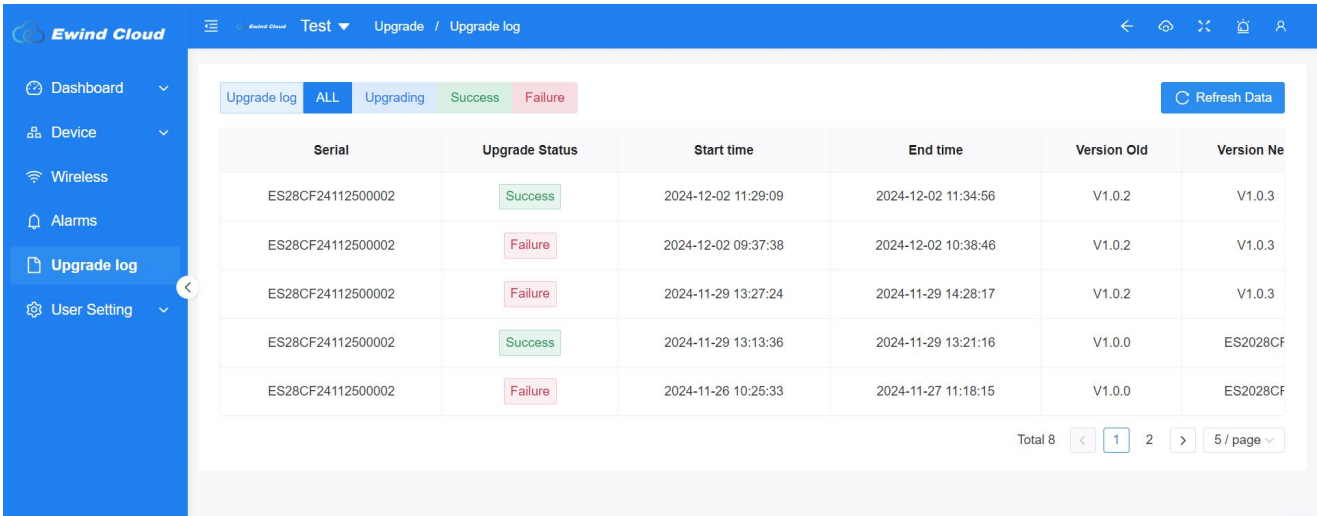 Ewind Cloud
Ewind Cloud Test Upgrade / Upgrade log
Dashboard
Device
Wireless
Alarms
Upgrade log
User Setting
Upgrade log ALL Upgrading Success Failure
Refresh Data
Serial Upgrade Status Start time End time Version Old Version Ne
ES28CF24112500002 Success 2024-12-02 11:29:09 2024-12-02 11:34:56 V1.0.2 V1.0.3
ES28CF24112500002 Failure 2024-12-02 09:37:38 2024-12-02 10:38:46 V1.0.2 V1.0.3
ES28CF24112500002 Failure 2024-11-29 13:27:24 2024-11-29 14:28:17 V1.0.2 V1.0.3
ES28CF24112500002 Success 2024-11-29 13:13:36 2024-11-29 13:21:16 V1.0.0 ES2028CF
ES28CF24112500002 Failure 2024-11-26 10:25:33 2024-11-27 11:18:15 V1.0.0 ES2028CF
Total 8 < 1 2 > 5 / page